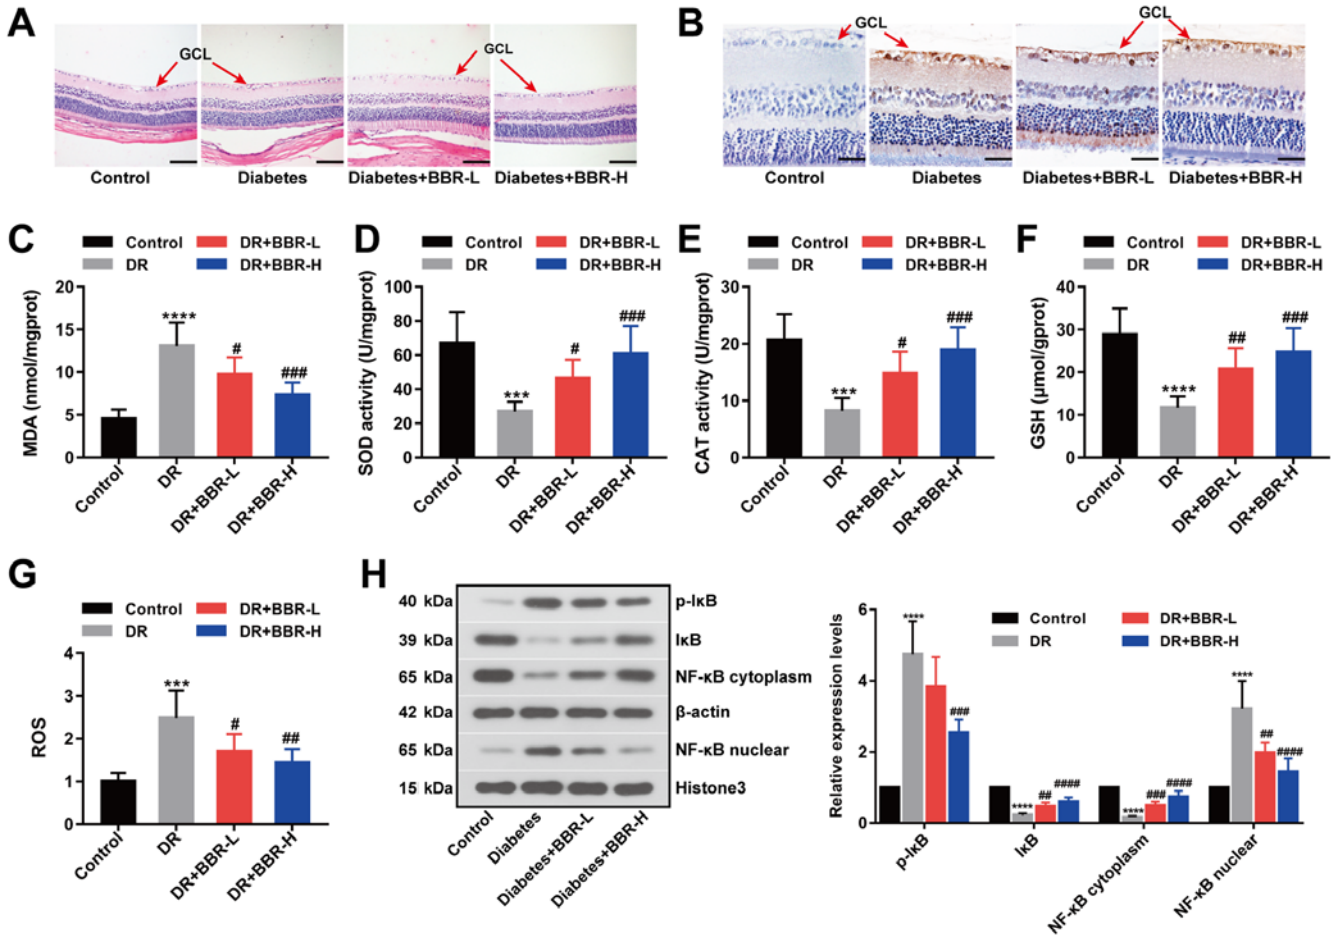 A
GCL
GCL
Control
Diabetes
Diabetes+BBR-L
Diabetes+BBR-H
B
GCL
GCL
Control
Diabetes
Diabetes+BBR-L
Diabetes+BBR-H
C
Control
DR+BBR-L
DR
DR+BBR-H
MDA (nmol/mgprot)
20
15
10
5
0
****
#
###
Control
DR
DR+BBR-L
DR+BBR-H
D
Control
DR+BBR-L
DR
DR+BBR-H
SOD activity (U/mgprot)
100
80
60
40
20
0
***
#
###
Control
DR
DR+BBR-L
DR+BBR-H
E
Control
DR+BBR-L
DR
DR+BBR-H
CAT activity (U/mgprot)
30
20
10
0
***
#
###
Control
DR
DR+BBR-L
DR+BBR-H
F
Control
DR+BBR-L
DR
DR+BBR-H
GSH (μmol/gprot)
40
30
20
10
0
****
##
###
Control
DR
DR+BBR-L
DR+BBR-H
G
Control
DR+BBR-L
DR
DR+BBR-H
ROS
4
3
2
1
0
***
#
##
Control
DR
DR+BBR-L
DR+BBR-H
H
40 kDa p-IκB
39 kDa IκB
65 kDa NF-κB cytoplasm
42 kDa β-actin
65 kDa NF-κB nuclear
15 kDa Histone3
Control
Diabetes
Diabetes+BBR-L
Diabetes+BBR-H
Control
DR+BBR-L
DR
DR+BBR-H
Relative expression levels
6
4
2
0
****
###
****
##
####
****
###
####
****
##
####
p-IκB
IκB
NF-κB cytoplasm
NF-κB nuclear